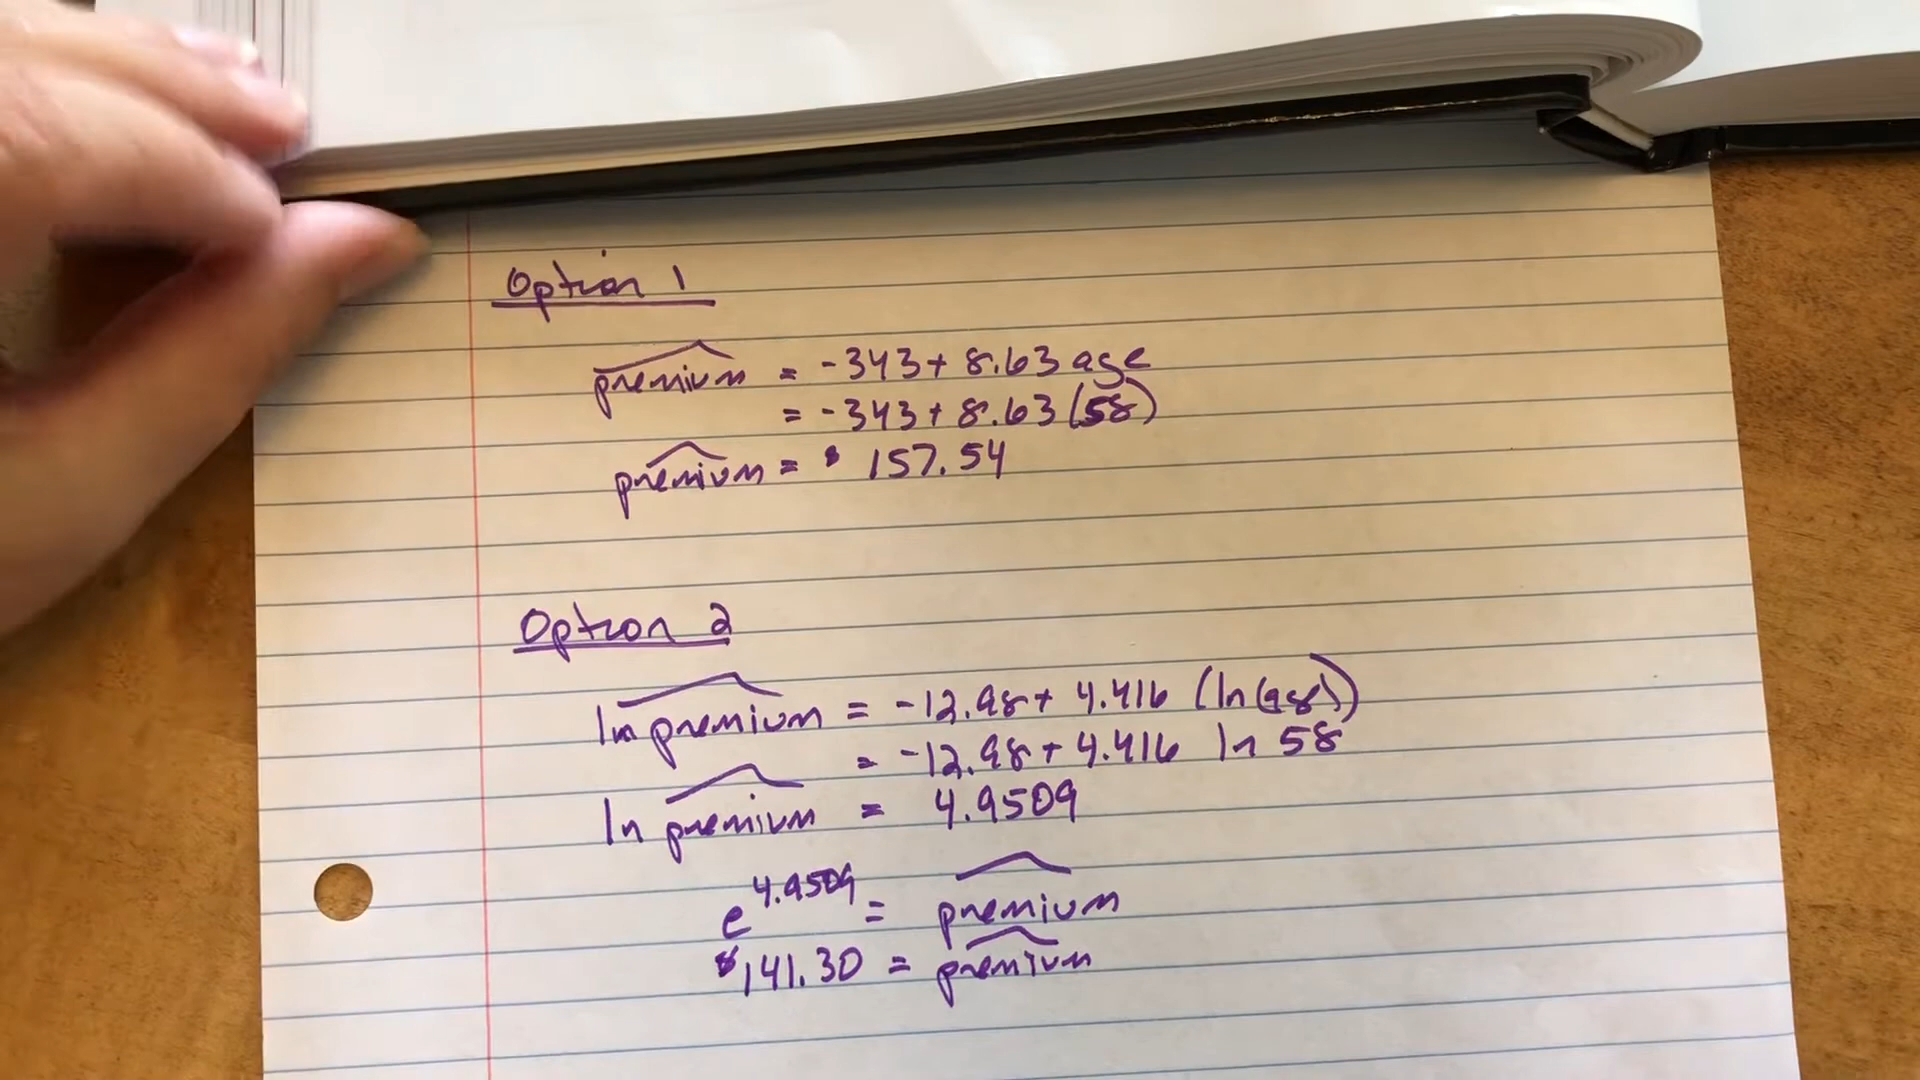 Option 1
premium = -343 + 8.63 age
= -343 + 8.63 (58)
premium = $ 157.54
Option 2
ln premium = -12.98 + 4.416 (ln(age))
= -12.98 + 4.416 ln 58
ln premium = 4.9509
e^4.9509 = premium
$141.30 = premium